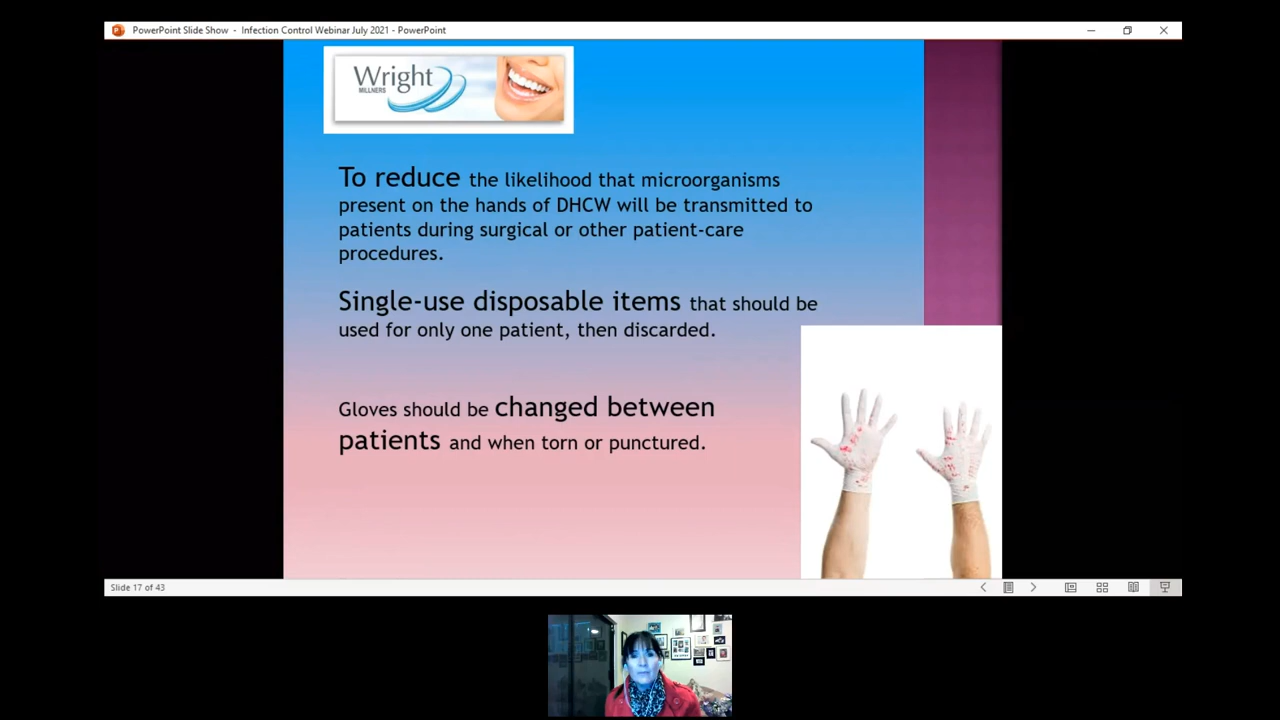 PowerPoint Slide Show - Infection Control Webinar July 2021 - PowerPoint
Wright
MILLNERS
To reduce the likelihood that microorganisms
present on the hands of DHCW will be transmitted to
patients during surgical or other patient-care
procedures.
Single-use disposable items that should be
used for only one patient, then discarded.
Gloves should be changed between
patients and when torn or punctured.
Slide 17 of 43